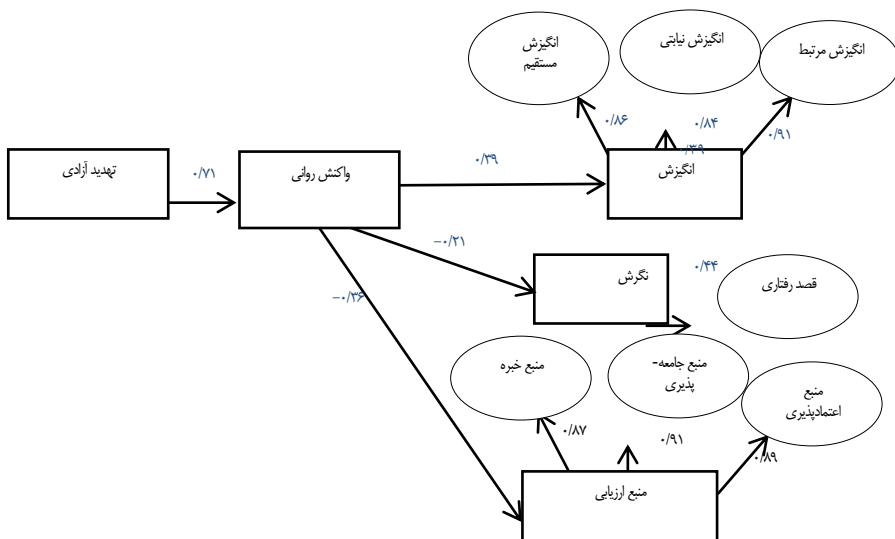 انگیزش
مستقیم
انگیزش نیابتی
انگیزش مرتبط
۰/۸۶
۰/۸۴
۰/۹۱
۰/۳۹
تهدید آزادی
۰/۷۱
واکنش روانی
۰/۳۹
انگیزش
−۰/۲۱
نگرش
۰/۴۴
قصد رفتاری
−۰/۳۶
منبع خبره
منبع جامعه-
پذیری
منبع
اعتمادپذیری
۰/۸۷
۰/۹۱
۰/۸۹
منبع ارزیابی